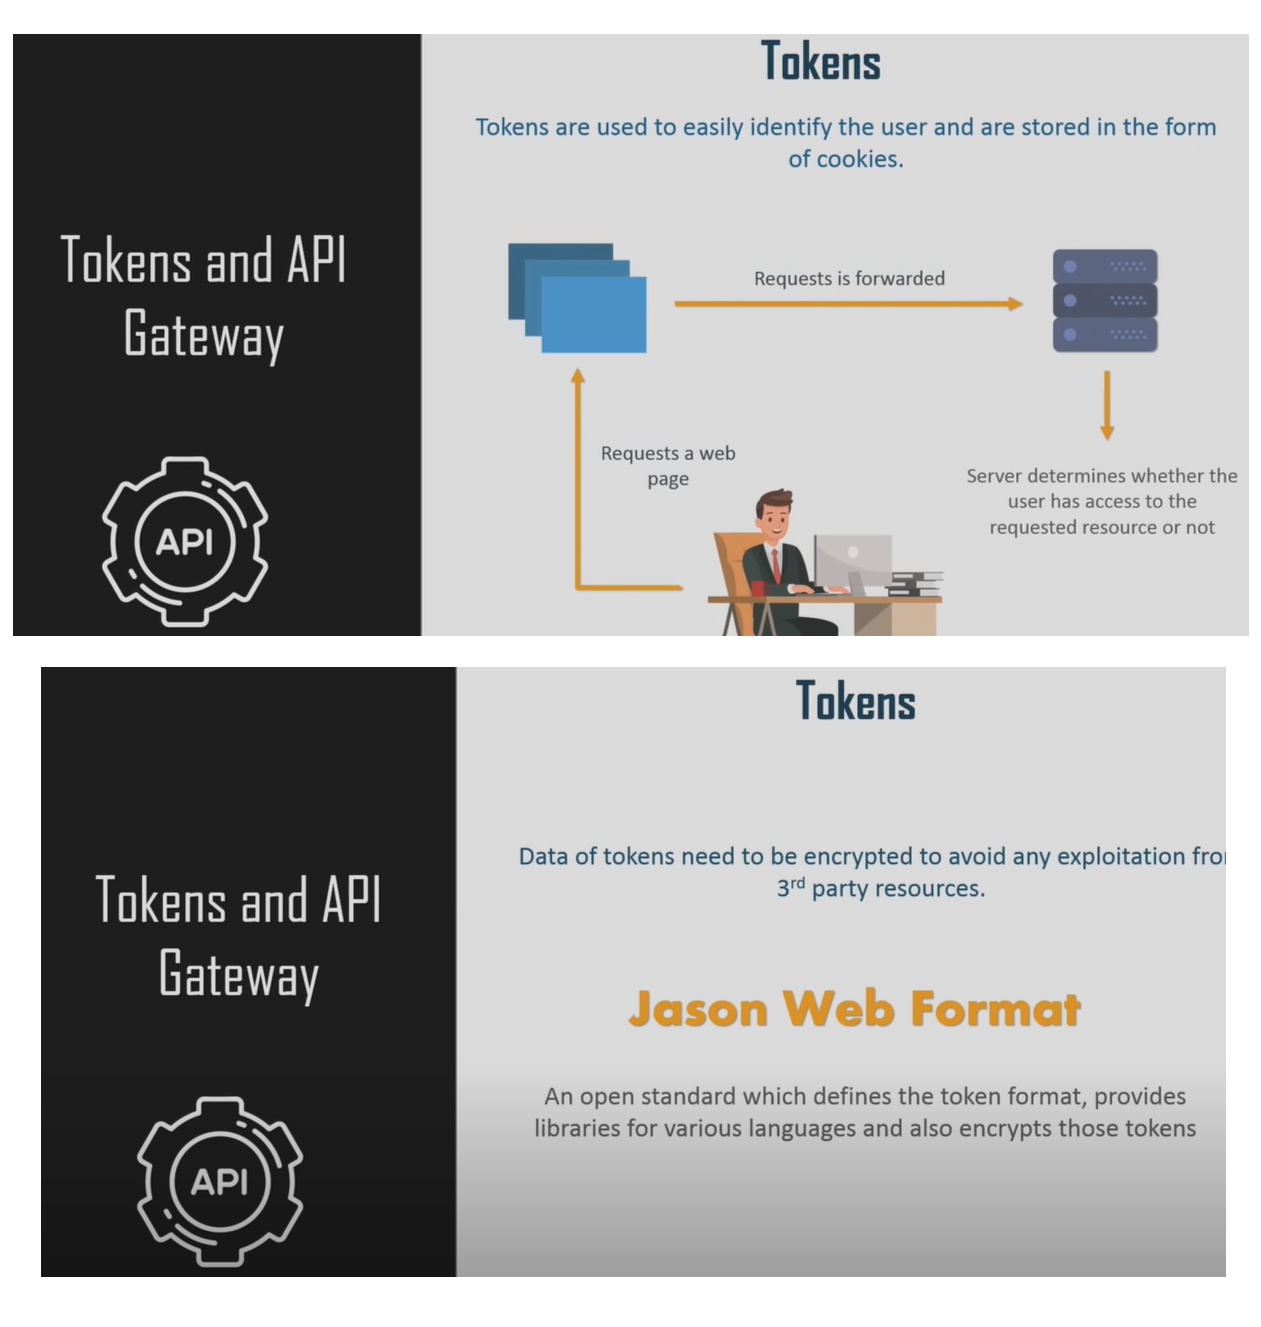 Tokens
Tokens are used to easily identify the user and are stored in the form
of cookies.
Tokens and API
Gateway
API
Requests is forwarded
Requests a web
page
Server determines whether the
user has access to the
requested resource or not
Tokens
Data of tokens need to be encrypted to avoid any exploitation fro
3rd party resources.
Tokens and API
Gateway
API
Jason Web Format
An open standard which defines the token format, provides
libraries for various languages and also encrypts those tokens